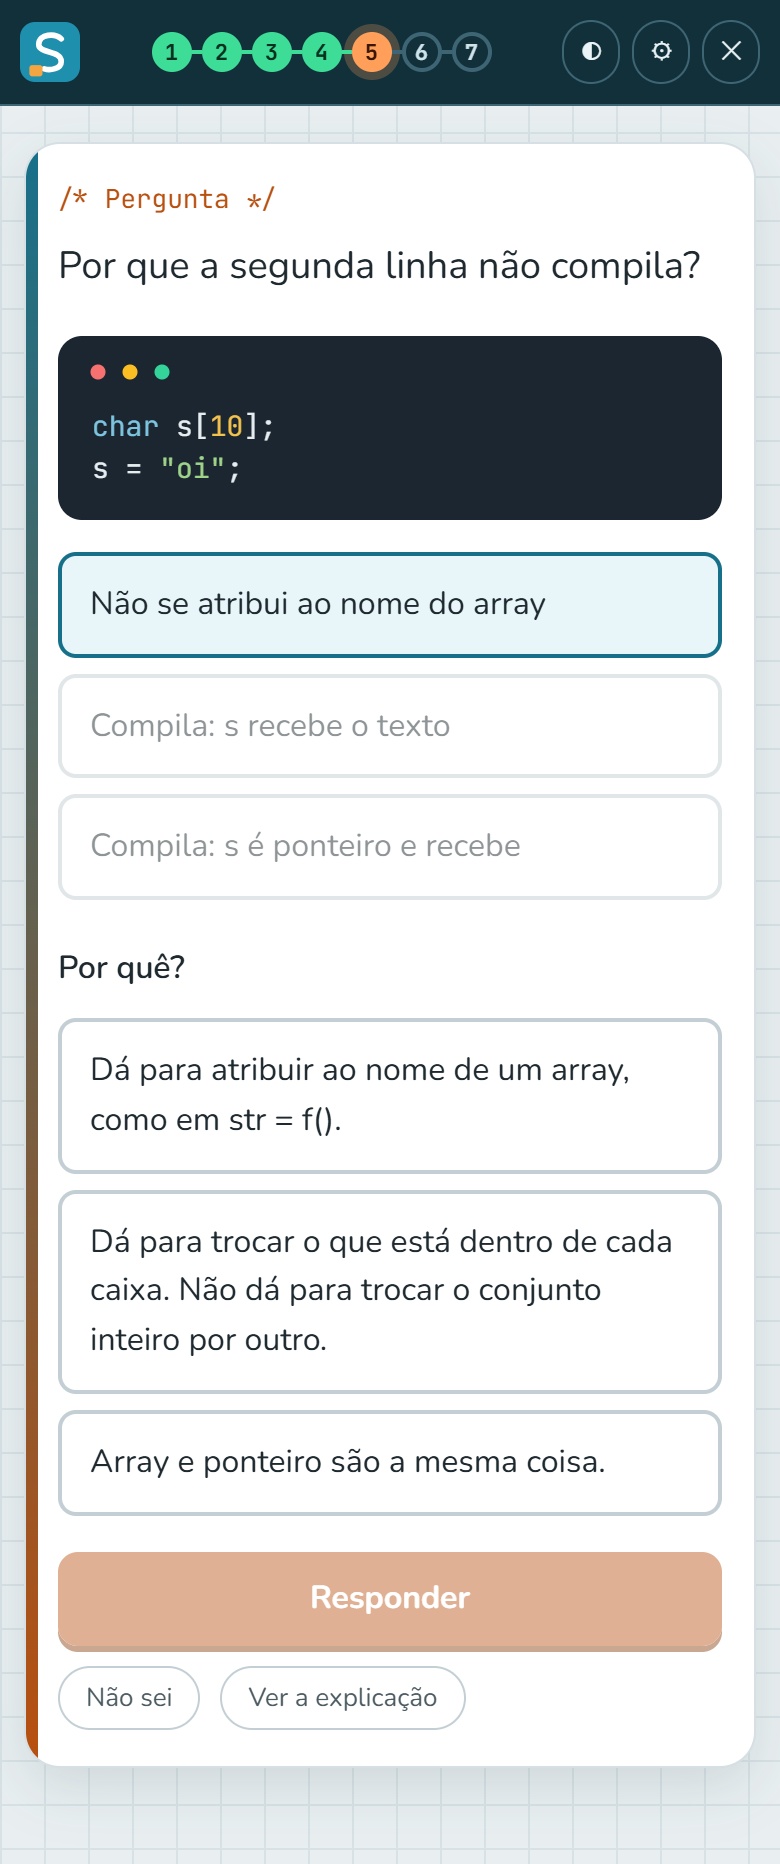 S
1 2 3 4 5 6 7
/* Pergunta */
Por que a segunda linha não compila?
char s[10];
s = "oi";
Não se atribui ao nome do array
Compila: s recebe o texto
Compila: s é ponteiro e recebe
Por quê?
Dá para atribuir ao nome de um array,
como em str = f().
Dá para trocar o que está dentro de cada
caixa. Não dá para trocar o conjunto
inteiro por outro.
Array e ponteiro são a mesma coisa.
Responder
Não sei
Ver a explicação